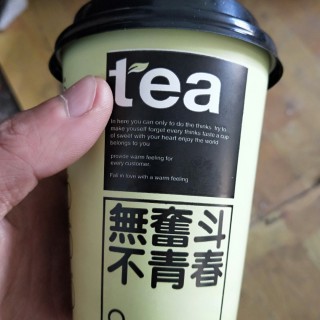 tea
In here you can only to do the thinks. try to
make youself forget every thinks taste a cup
of sweet with your heart enjoy the world
belongs to you
provide warm feeling for
every customer.
Fall in love with a warm feeling
無奮斗
不青春